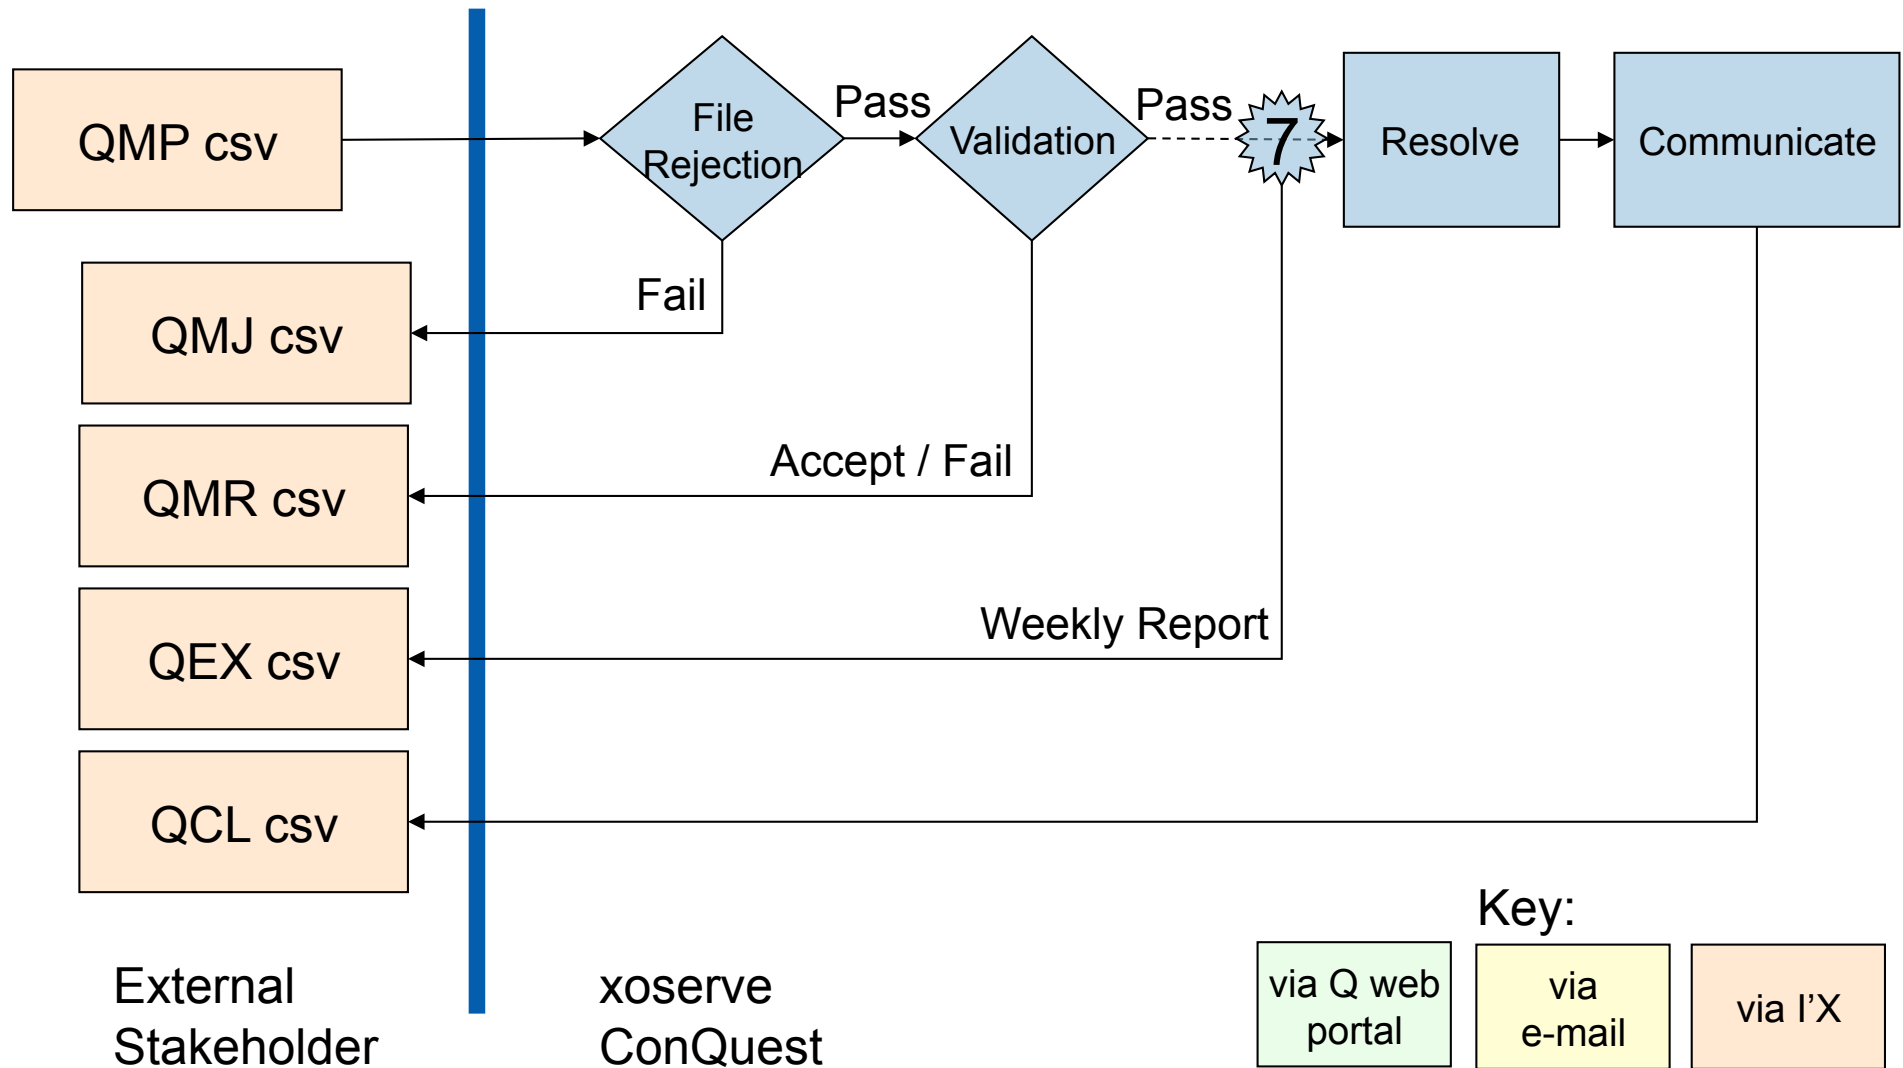 QMP csv
File
Rejection
Pass
Validation
Pass
7
Resolve
Communicate
Fail
QMJ csv
Accept / Fail
QMR csv
Weekly Report
QEX csv
QCL csv
Key:
External
Stakeholder
xoserve
ConQuest
via Q web
portal
via
e-mail
via I’X